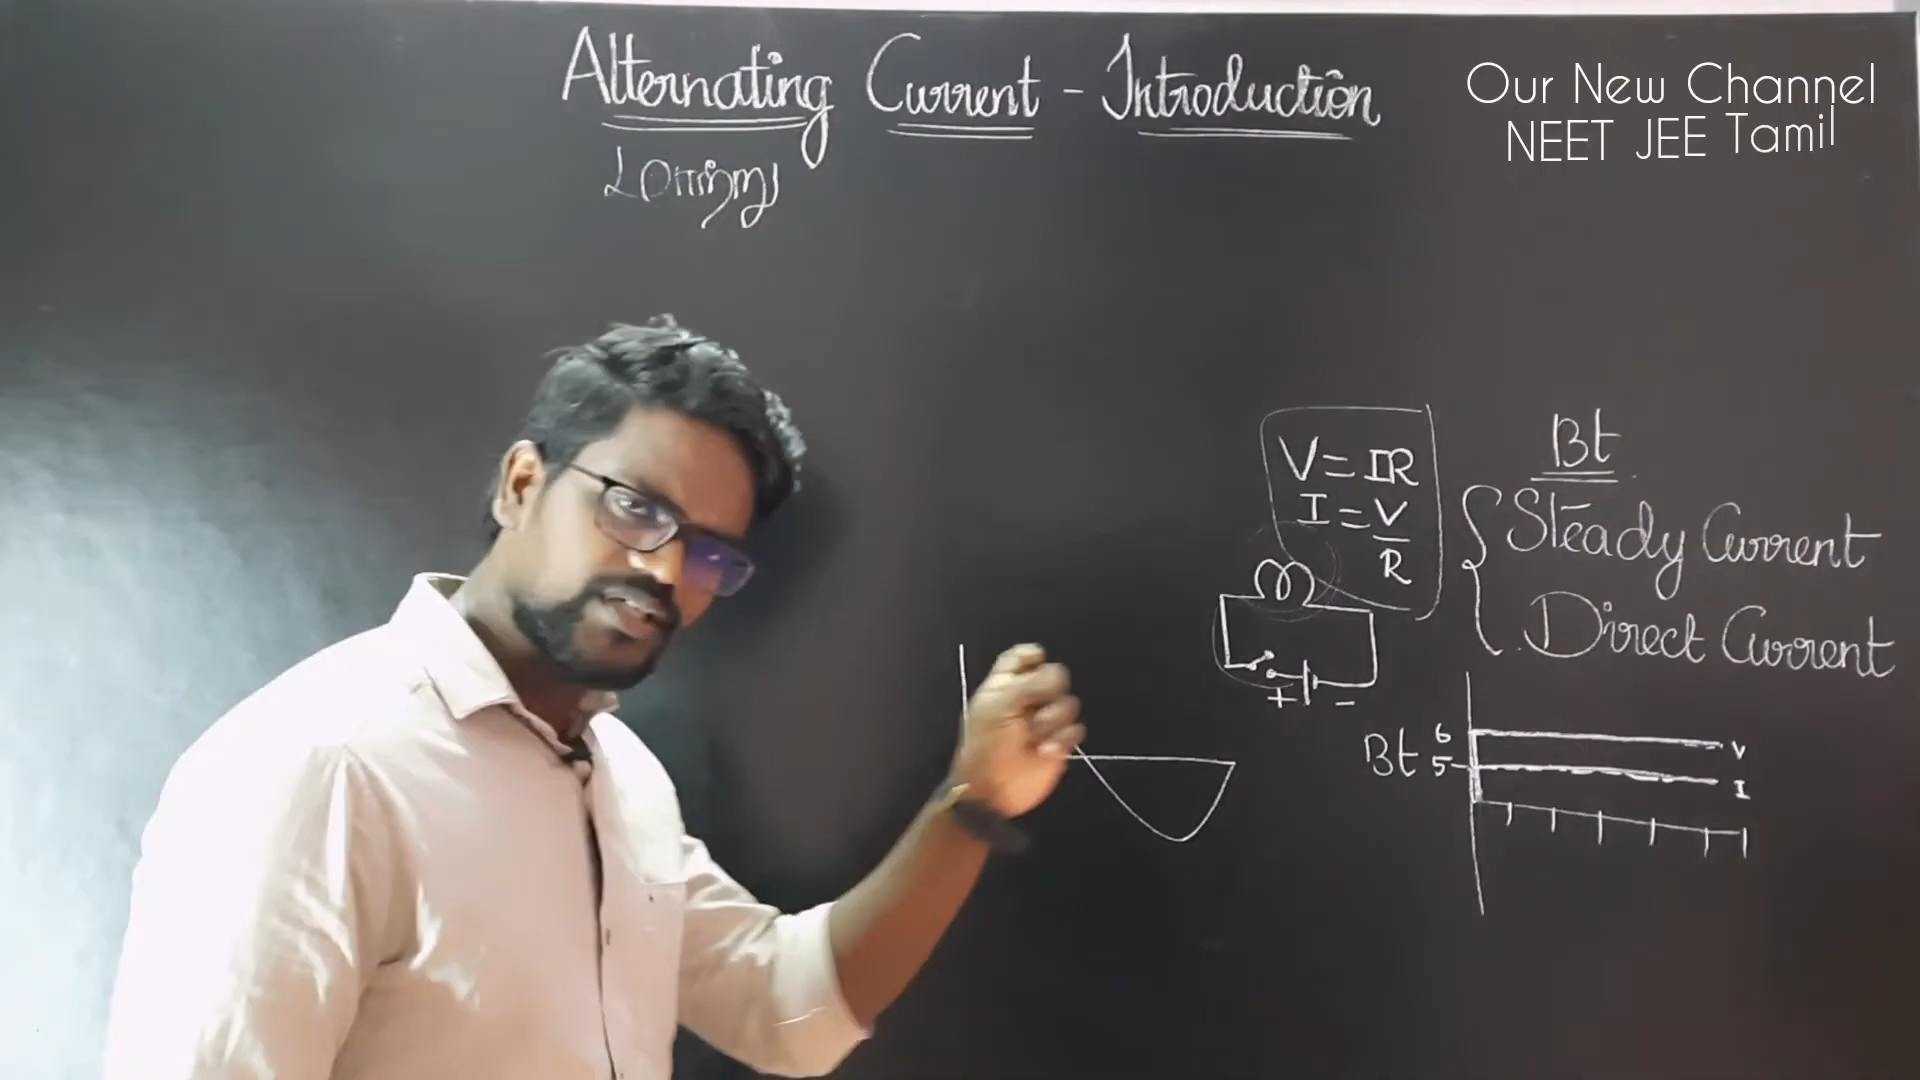 Alternating Current - Introduction
மாற்று
Our New Channel
NEET JEE Tamil
V = IR
I = V/R
Bt
Steady Current
Direct Current
+ -
Bt
6
5
V
I